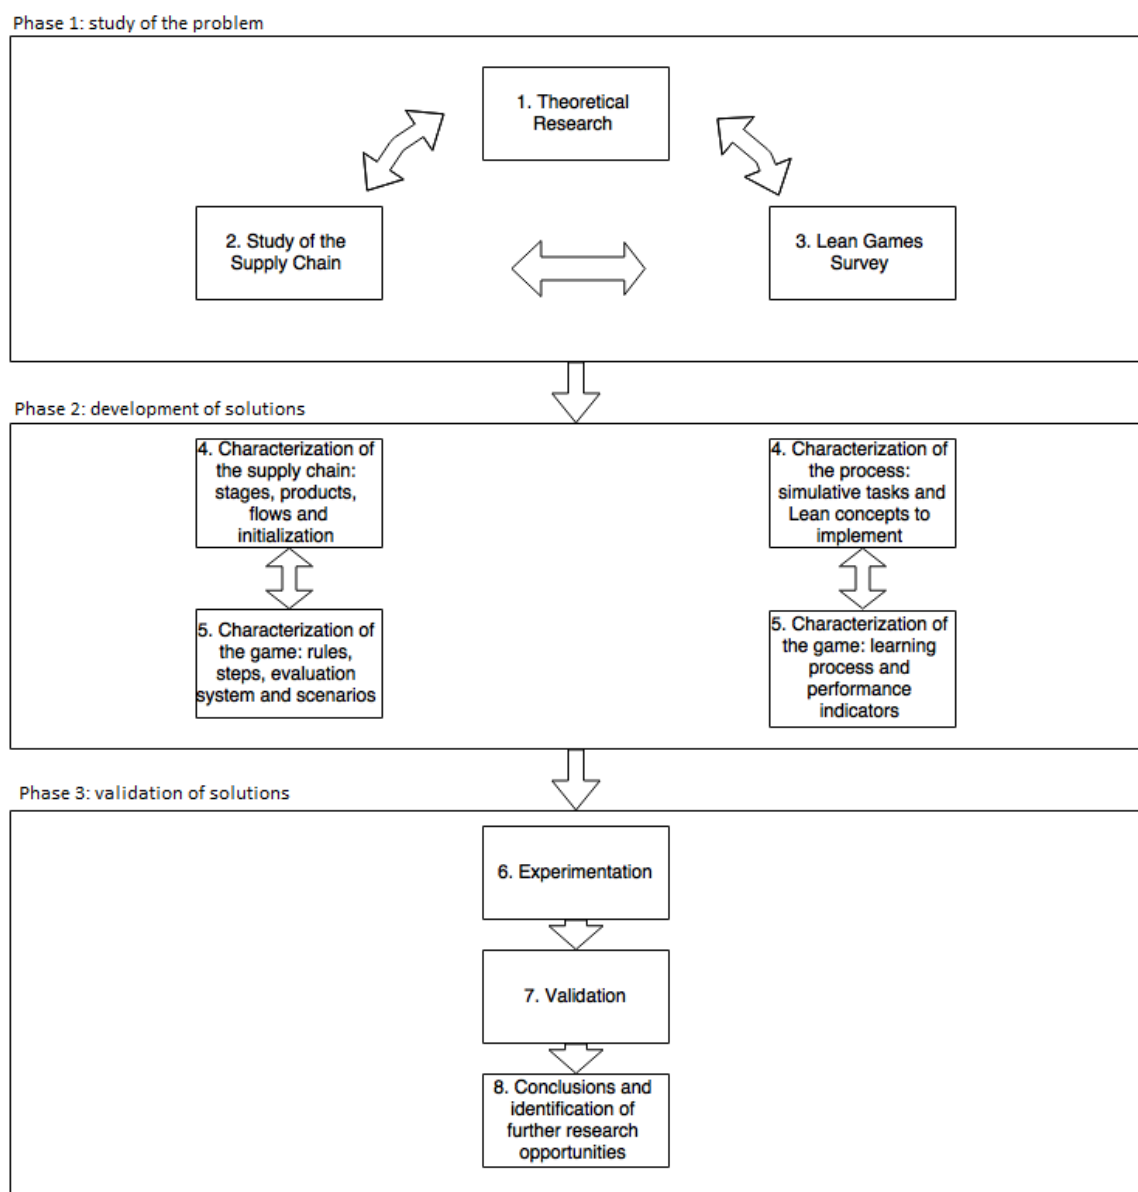 Phase 1: study of the problem
1. Theoretical
Research
2. Study of the
Supply Chain
3. Lean Games
Survey
Phase 2: development of solutions
4. Characterization of
the supply chain:
stages, products,
flows and
initialization
4. Characterization of
the process:
simulative tasks and
Lean concepts to
implement
5. Characterization of
the game: rules,
steps, evaluation
system and scenarios
5. Characterization of
the game: learning
process and
performance
indicators
Phase 3: validation of solutions
6. Experimentation
7. Validation
8. Conclusions and
identification of
further research
opportunities